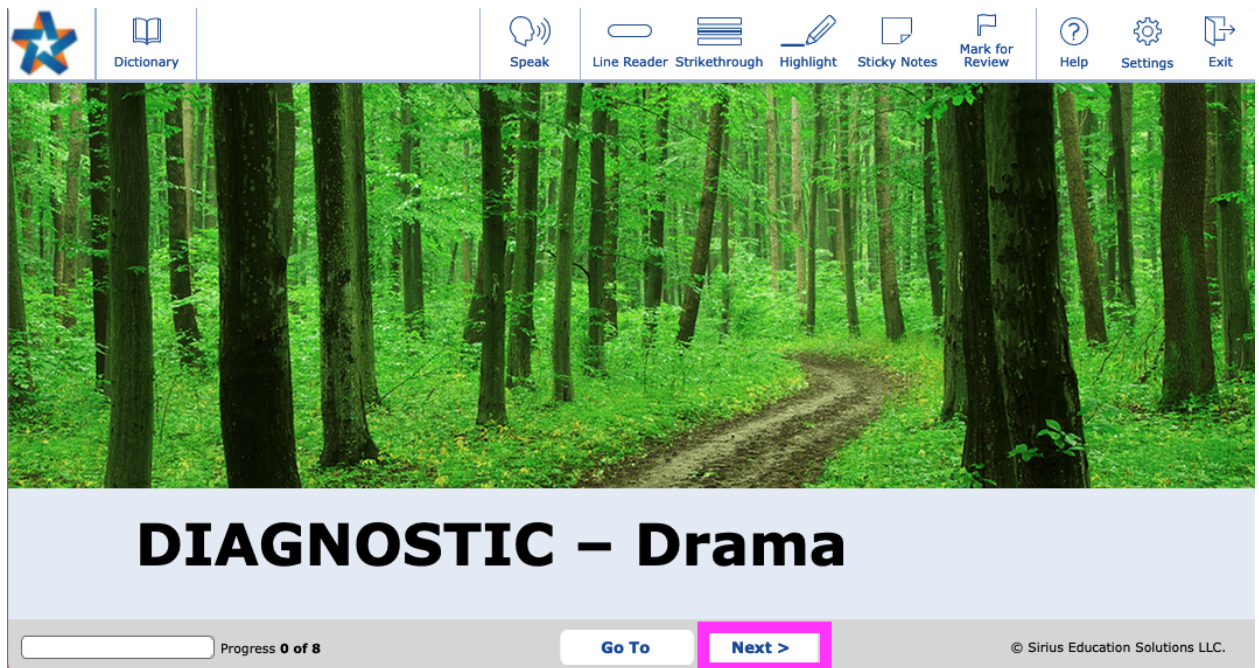 Dictionary
Speak
Line Reader
Strikethrough
Highlight
Sticky Notes
Mark for
Review
Help
Settings
Exit
DIAGNOSTIC – Drama
Progress 0 of 8
Go To
Next >
© Sirius Education Solutions LLC.